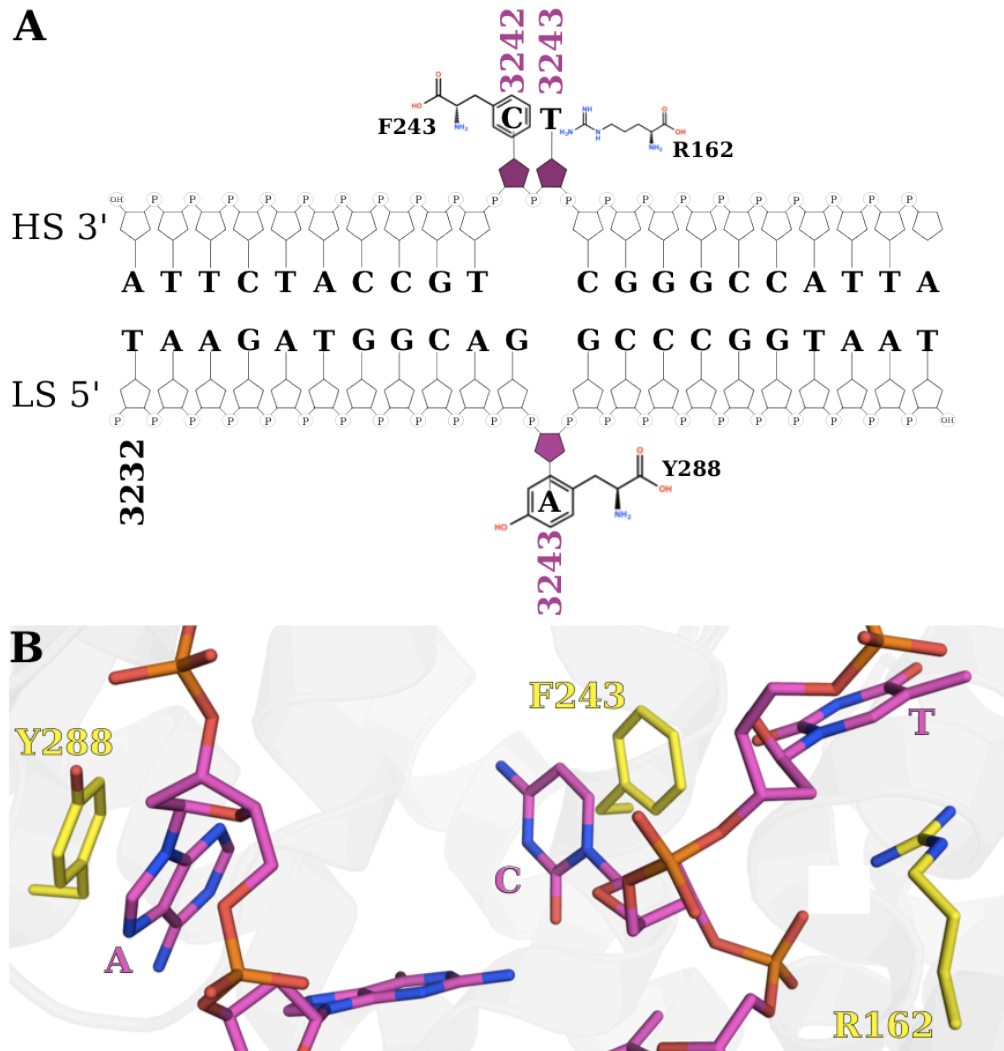 A
3242 3243
F243
C T
R162
HS 3'
A T T C T A C C G T C G G G C C A T T A
T A A G A T G G C A G G C C C G G T A A T
LS 5'
3232
Y288
A
3243
B
F243
Y288
T
C
A
R162